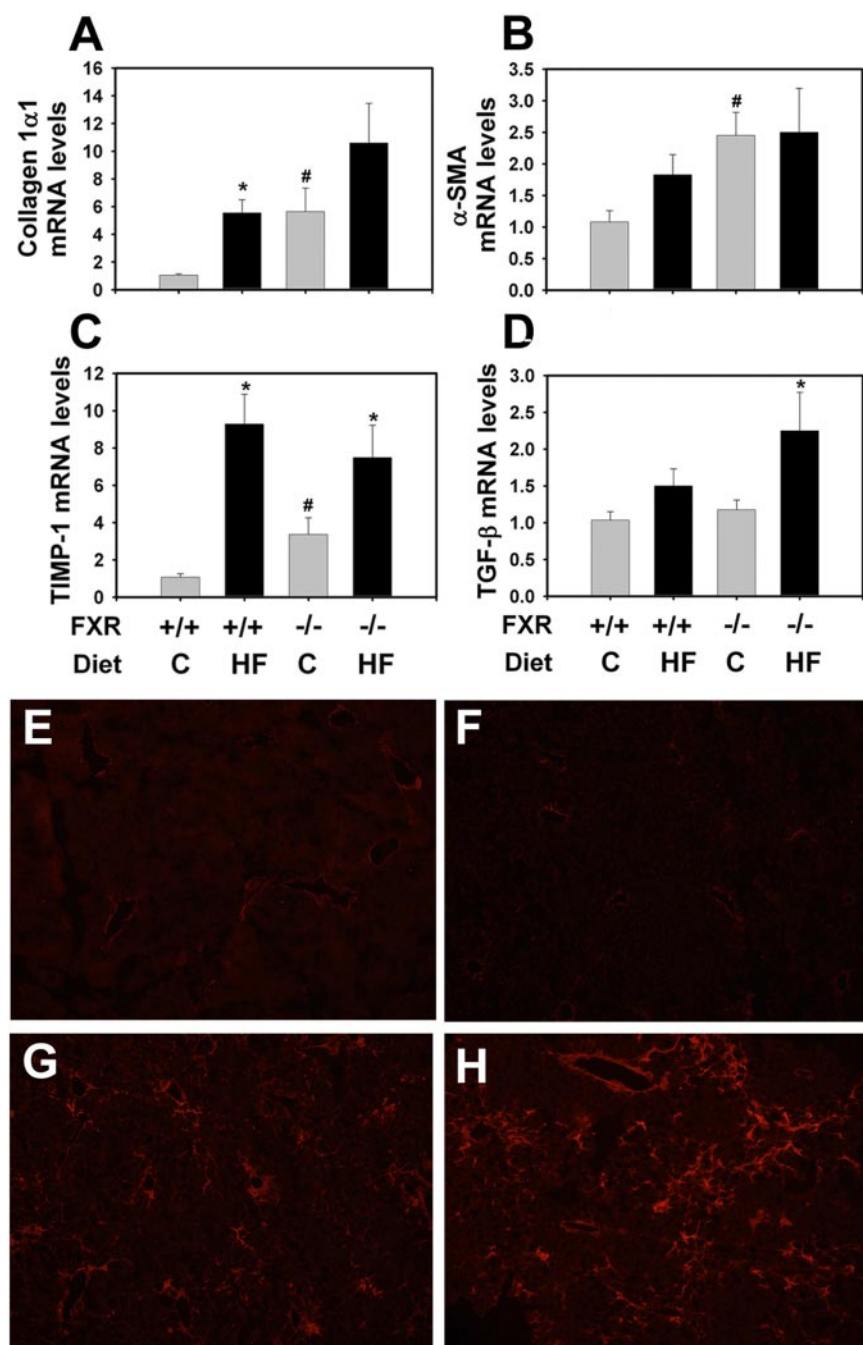 A
Collagen 1α1
mRNA levels
16
14
12
10
8
6
4
2
0
*
#
B
α-SMA
mRNA levels
3.5
3.0
2.5
2.0
1.5
1.0
0.5
0.0
#
C
TIMP-1 mRNA levels
12
10
8
6
4
2
0
*
#
*
D
TGF-β mRNA levels
3.0
2.5
2.0
1.5
1.0
0.5
0.0
*
FXR +/+ +/+ -/- -/-
Diet C HF C HF
+/+ +/+ -/- -/-
C HF C HF
E
F
G
H